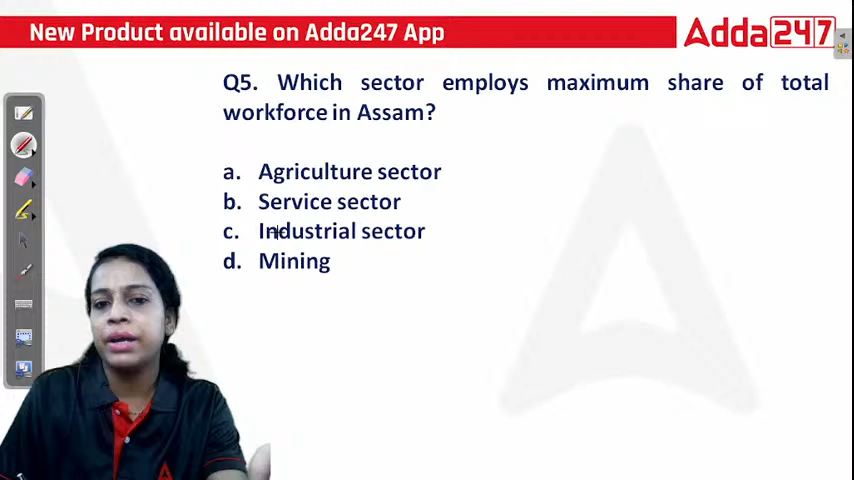 New Product available on Adda247 App
Adda247
Q5. Which sector employs maximum share of total
workforce in Assam?
a. Agriculture sector
b. Service sector
c. Industrial sector
d. Mining